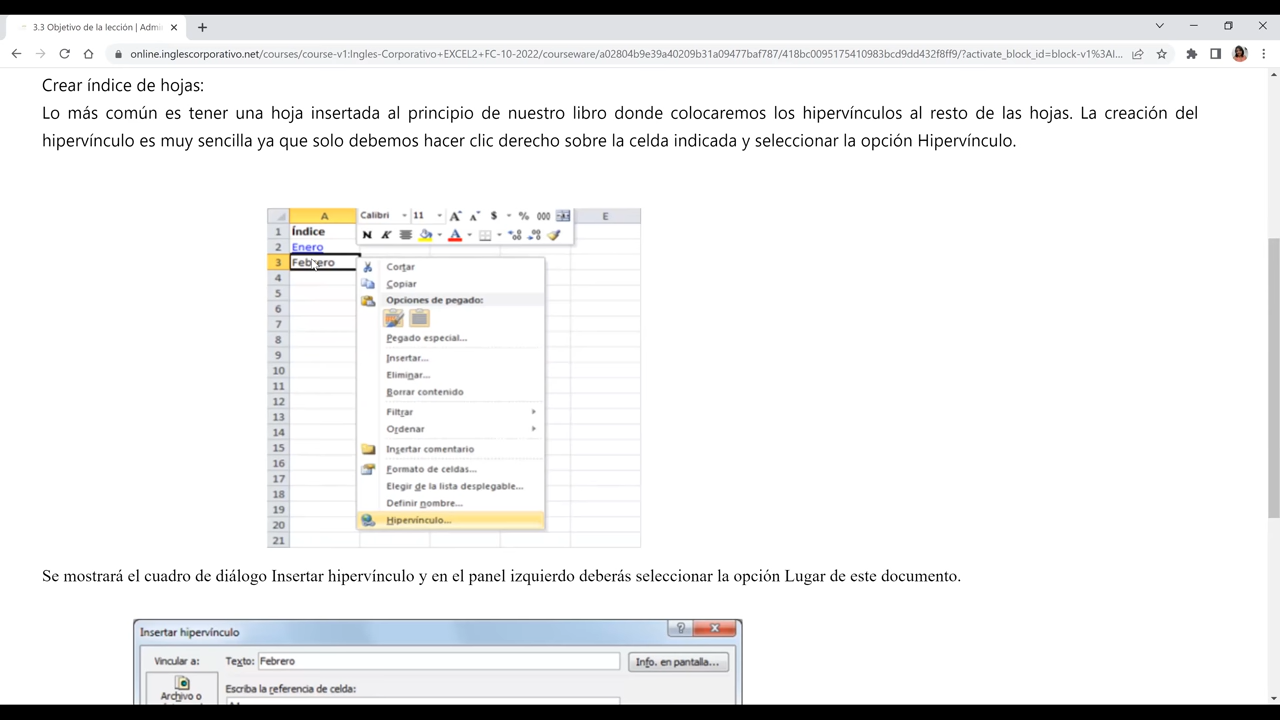 3.3 Objetivo de la lección | Admi
online.inglescorporativo.net/courses/course-v1:Ingles-Corporativo+EXCEL2+FC-10-2022/courseware/a02804b9e39a40209b31a09477baf787/418bc0095175410983bcd9dd432f8ff9/?activate_block_id=block-v1%3Al...
Crear índice de hojas:
Lo más común es tener una hoja insertada al principio de nuestro libro donde colocaremos los hipervínculos al resto de las hojas. La creación del
hipervínculo es muy sencilla ya que solo debemos hacer clic derecho sobre la celda indicada y seleccionar la opción Hipervínculo.
A Calibri 11 A A $ % 000 E
1 Índice N K A
2 Enero
3 Febrero
Cortar
4 Copiar
5 Opciones de pegado:
6
7
8 Pegado especial...
9 Insertar...
10 Eliminar...
11 Borrar contenido
12 Filtrar
13 Ordenar
14
15 Insertar comentario
16 Formato de celdas...
17 Elegir de la lista desplegable...
18
19 Definir nombre...
20 Hipervínculo...
21
Se mostrará el cuadro de diálogo Insertar hipervínculo y en el panel izquierdo deberás seleccionar la opción Lugar de este documento.
Insertar hipervínculo ?
Vincular a: Texto: Febrero Info. en pantalla...
Escriba la referencia de celda:
Archivo o